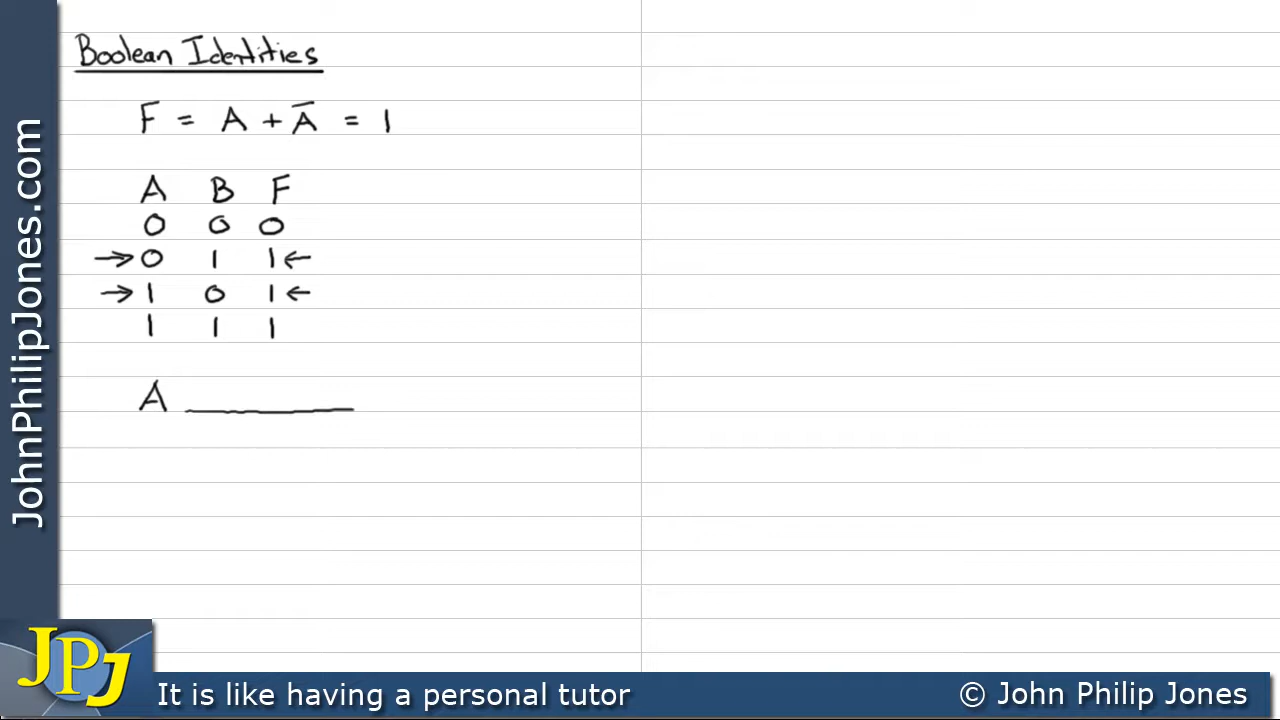 Boolean Identities
F = A + A̅ = 1
A B F
0 0 0
→ 0 1 1 ←
→ 1 0 1 ←
1 1 1
A
JohnPhilipJones.com
JPJ
It is like having a personal tutor
© John Philip Jones